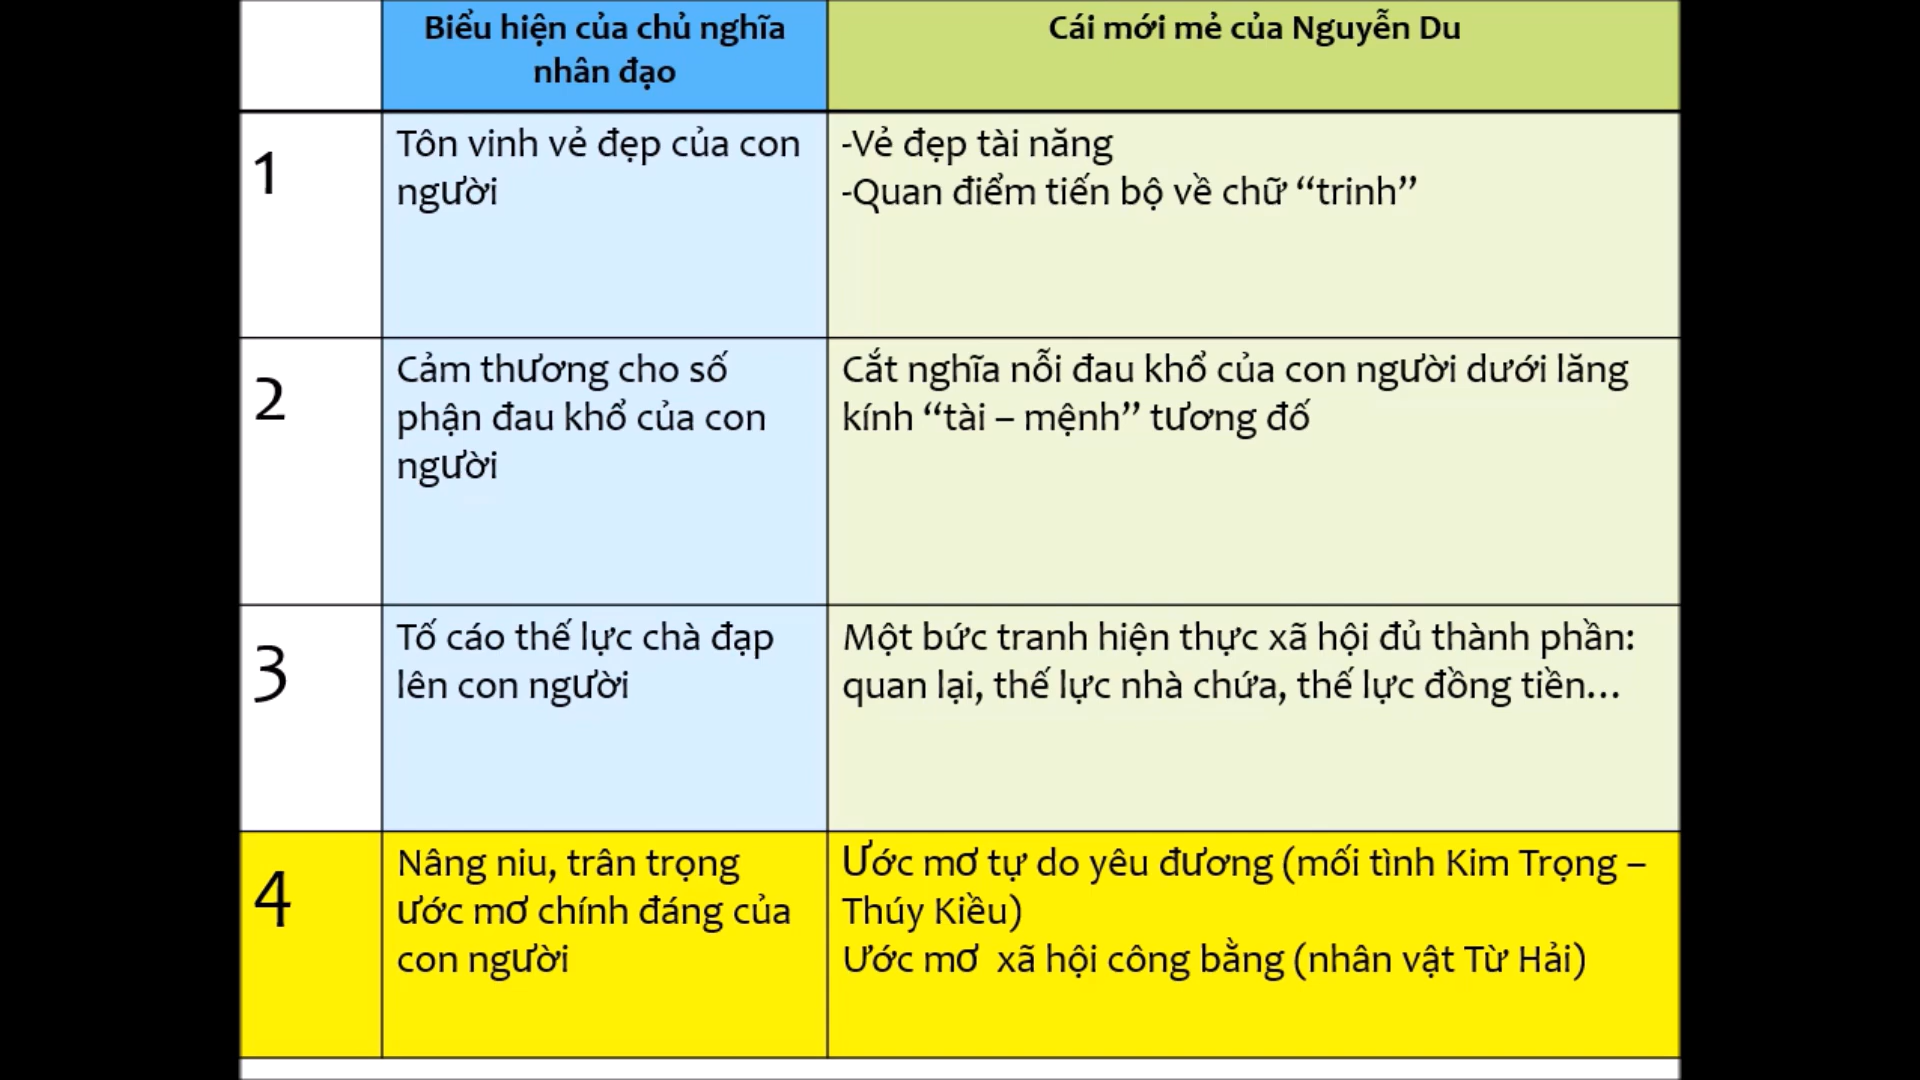 Biểu hiện của chủ nghĩa
nhân đạo
Cái mới mẻ của Nguyễn Du
1
Tôn vinh vẻ đẹp của con
người
-Vẻ đẹp tài năng
-Quan điểm tiến bộ về chữ “trinh”
2
Cảm thương cho số
phận đau khổ của con
người
Cắt nghĩa nỗi đau khổ của con người dưới lăng
kính “tài – mệnh” tương đố
3
Tố cáo thế lực chà đạp
lên con người
Một bức tranh hiện thực xã hội đủ thành phần:
quan lại, thế lực nhà chứa, thế lực đồng tiền...
4
Nâng niu, trân trọng
ước mơ chính đáng của
con người
Ước mơ tự do yêu đương (mối tình Kim Trọng –
Thúy Kiều)
Ước mơ  xã hội công bằng (nhân vật Từ Hải)